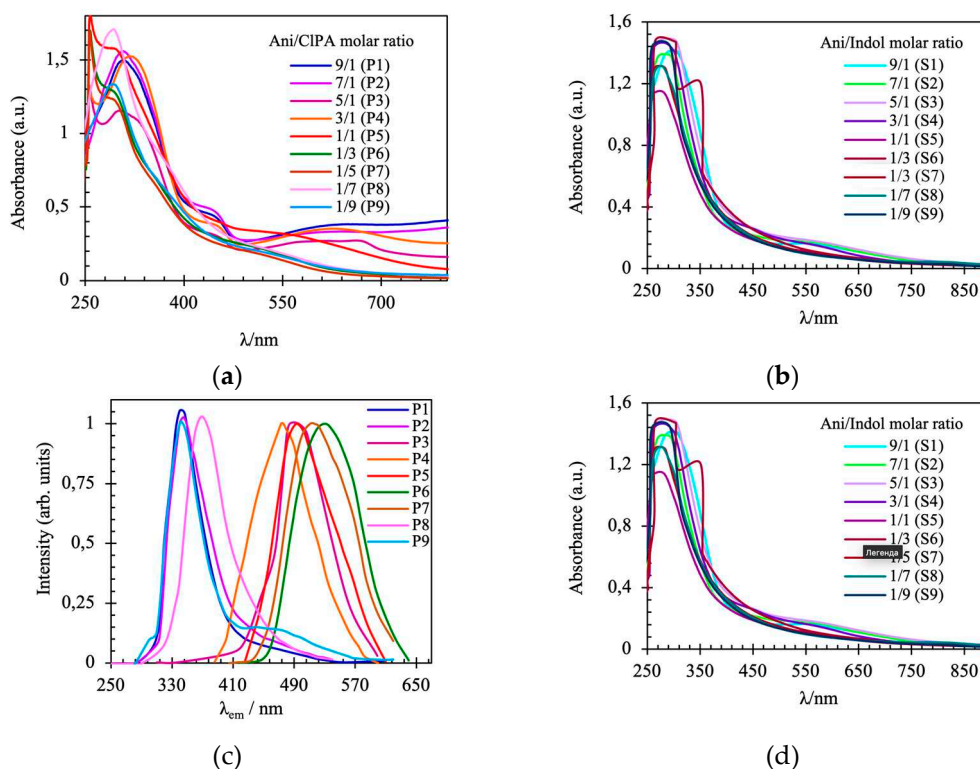 Ani/ClPA molar ratio
9/1 (P1)
7/1 (P2)
5/1 (P3)
3/1 (P4)
1/1 (P5)
1/3 (P6)
1/5 (P7)
1/7 (P8)
1/9 (P9)
Absorbance (a.u.)
1,5
1
0,5
0
250
400
550
700
λ/nm
(a)
Ani/Indol molar ratio
9/1 (S1)
7/1 (S2)
5/1 (S3)
3/1 (S4)
1/1 (S5)
1/3 (S6)
1/3 (S7)
1/7 (S8)
1/9 (S9)
Absorbance (a.u.)
1,6
1,2
0,8
0,4
0
250
350
450
550
650
750
850
λ/nm
(b)
P1
P2
P3
P4
P5
P6
P7
P8
P9
Intensity (arb. units)
1
0,75
0,5
0,25
0
250
330
410
490
570
650
λem / nm
(c)
Ani/Indol molar ratio
9/1 (S1)
7/1 (S2)
5/1 (S3)
3/1 (S4)
1/1 (S5)
1/3 (S6)
Легенда
1/5 (S7)
1/7 (S8)
1/9 (S9)
Absorbance (a.u.)
1,6
1,2
0,8
0,4
0
250
350
450
550
650
750
850
λ/nm
(d)